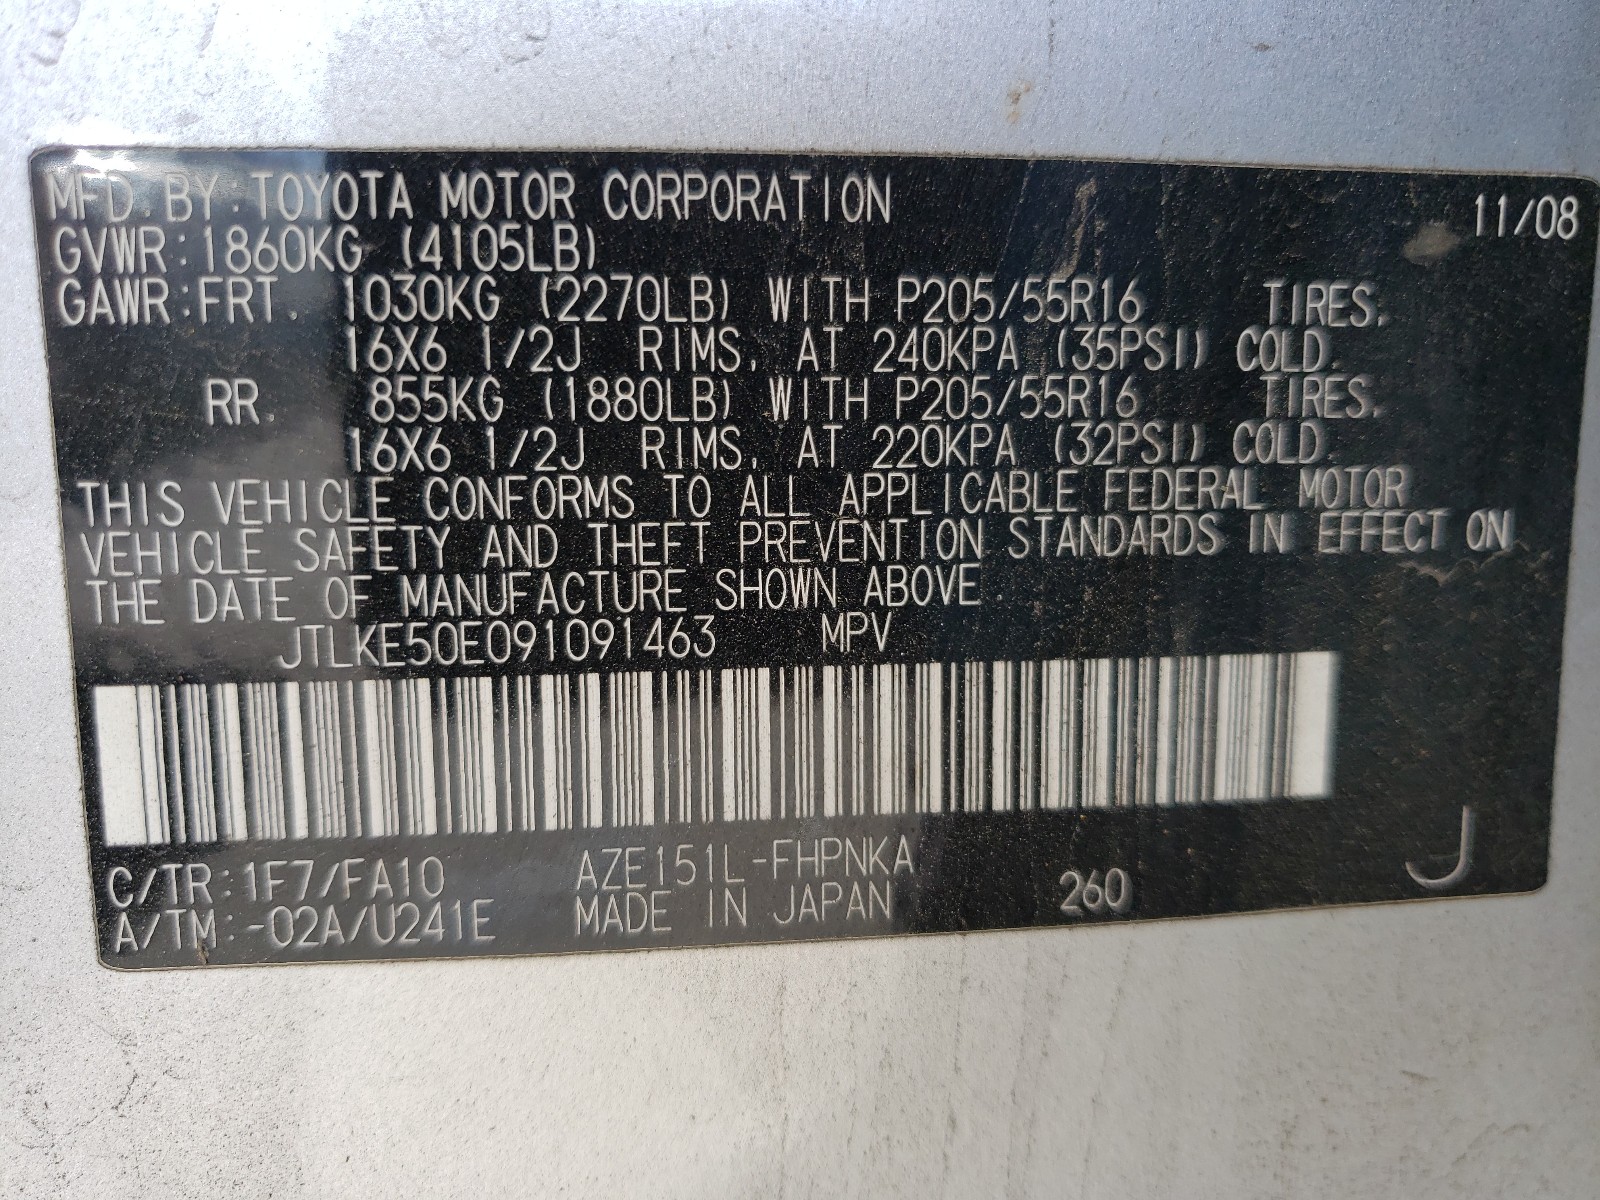 MFD. BY: TOYOTA MOTOR CORPORATION 11/08
GVWR: 1860KG (4105LB)
GAWR: FRT. 1030KG (2270LB) WITH P205/55R16 TIRES,
16X6 1/2J RIMS, AT 240KPA (35PSI) COLD.
RR. 855KG (1880LB) WITH P205/55R16 TIRES,
16X6 1/2J RIMS, AT 220KPA (32PSI) COLD.
THIS VEHICLE CONFORMS TO ALL APPLICABLE FEDERAL MOTOR
VEHICLE SAFETY AND THEFT PREVENTION STANDARDS IN EFFECT ON
THE DATE OF MANUFACTURE SHOWN ABOVE.
JTLKE50E091091463 MPV
C/TR: 1F7/FA10 AZE151L-FHPNKA
A/TM: -02A/U241E MADE IN JAPAN 260 J